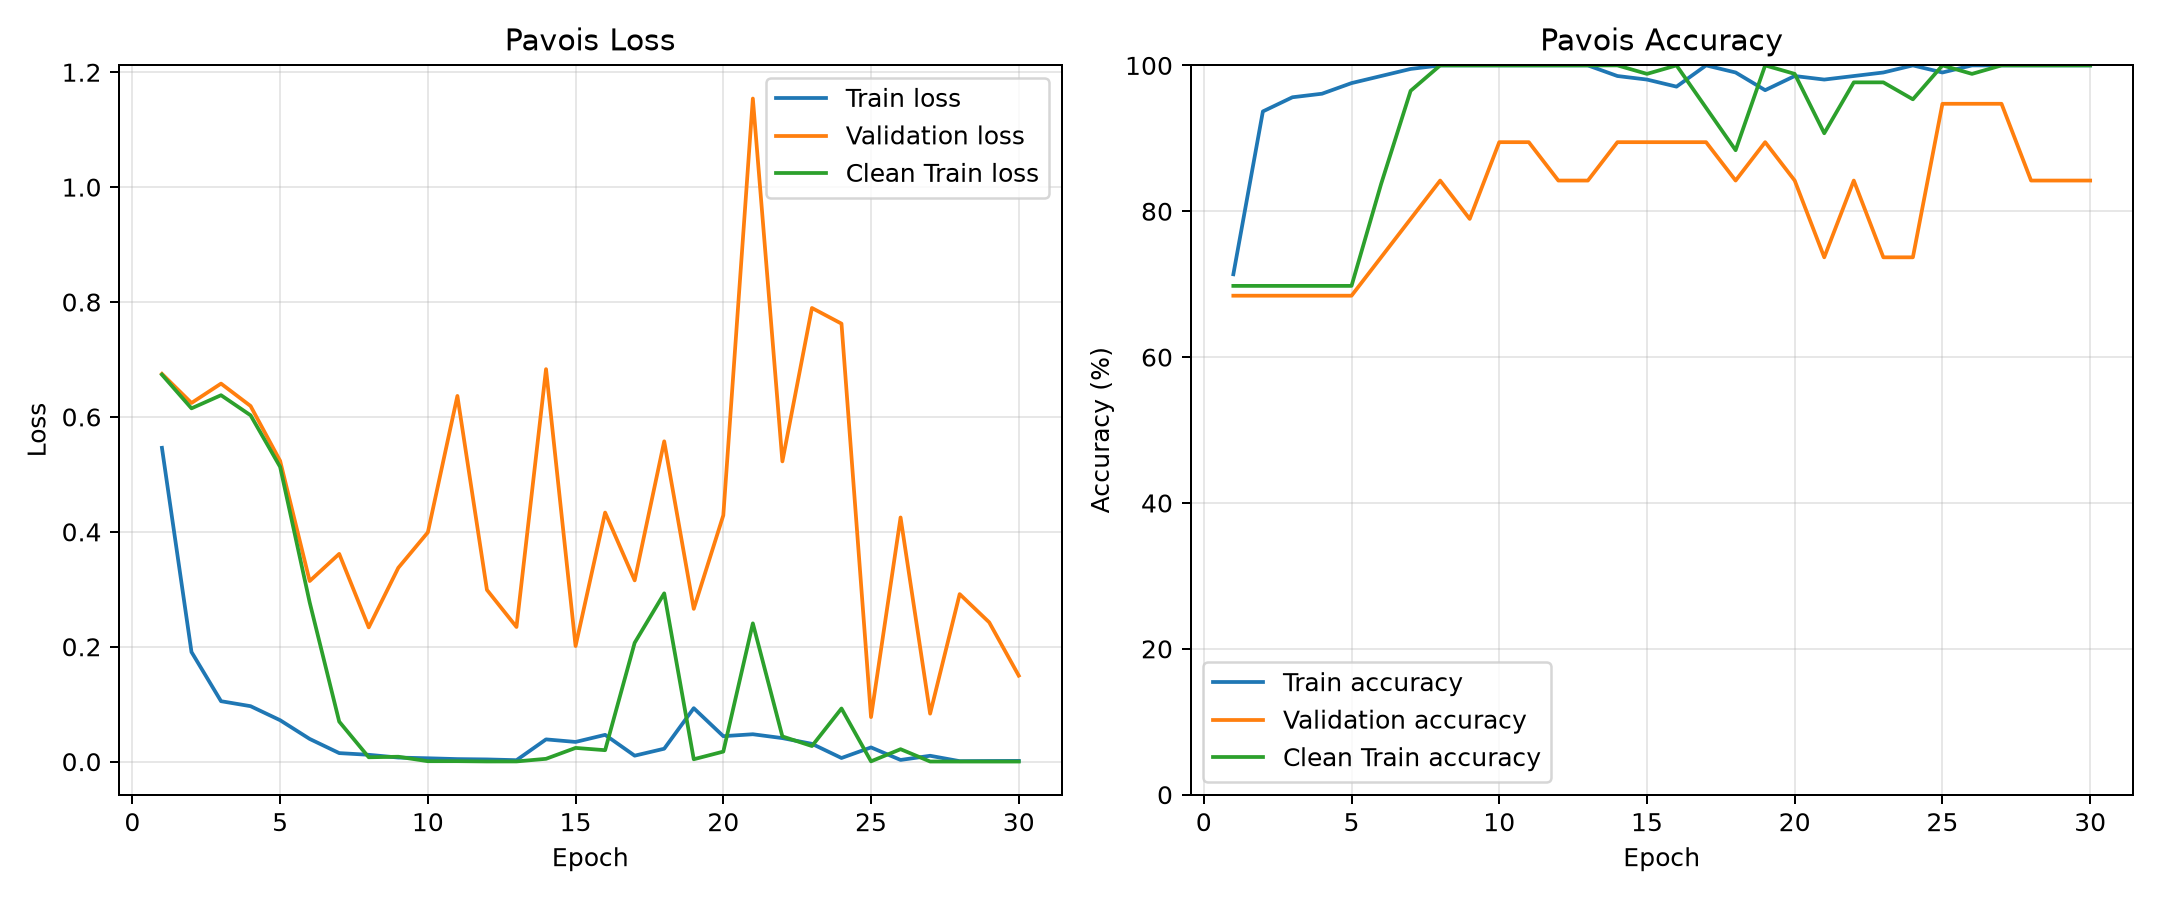 Pavois Loss
1.2
1.0
0.8
0.6
0.4
0.2
0.0
Loss
Train loss
Validation loss
Clean Train loss
0 5 10 15 20 25 30
Epoch
Pavois Accuracy
100
80
60
40
20
0
Accuracy (%)
Train accuracy
Validation accuracy
Clean Train accuracy
0 5 10 15 20 25 30
Epoch